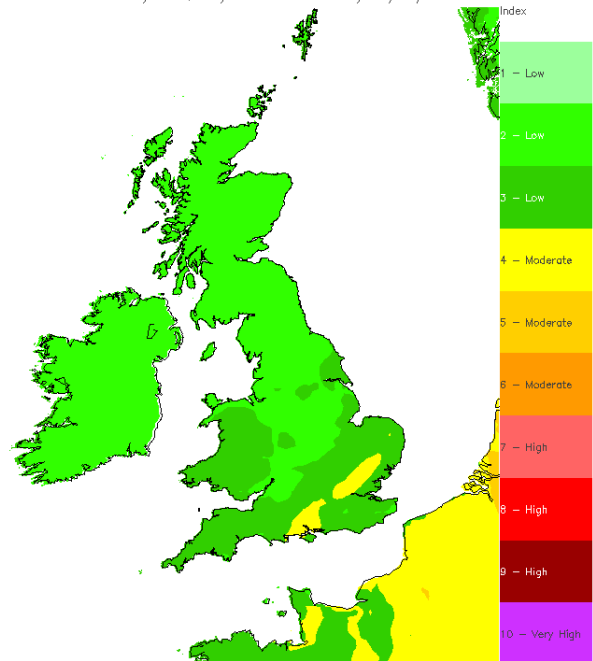 Index
1 – Low
2 – Low
3 – Low
4 – Moderate
5 – Moderate
6 – Moderate
7 – High
8 – High
9 – High
10 – Very High